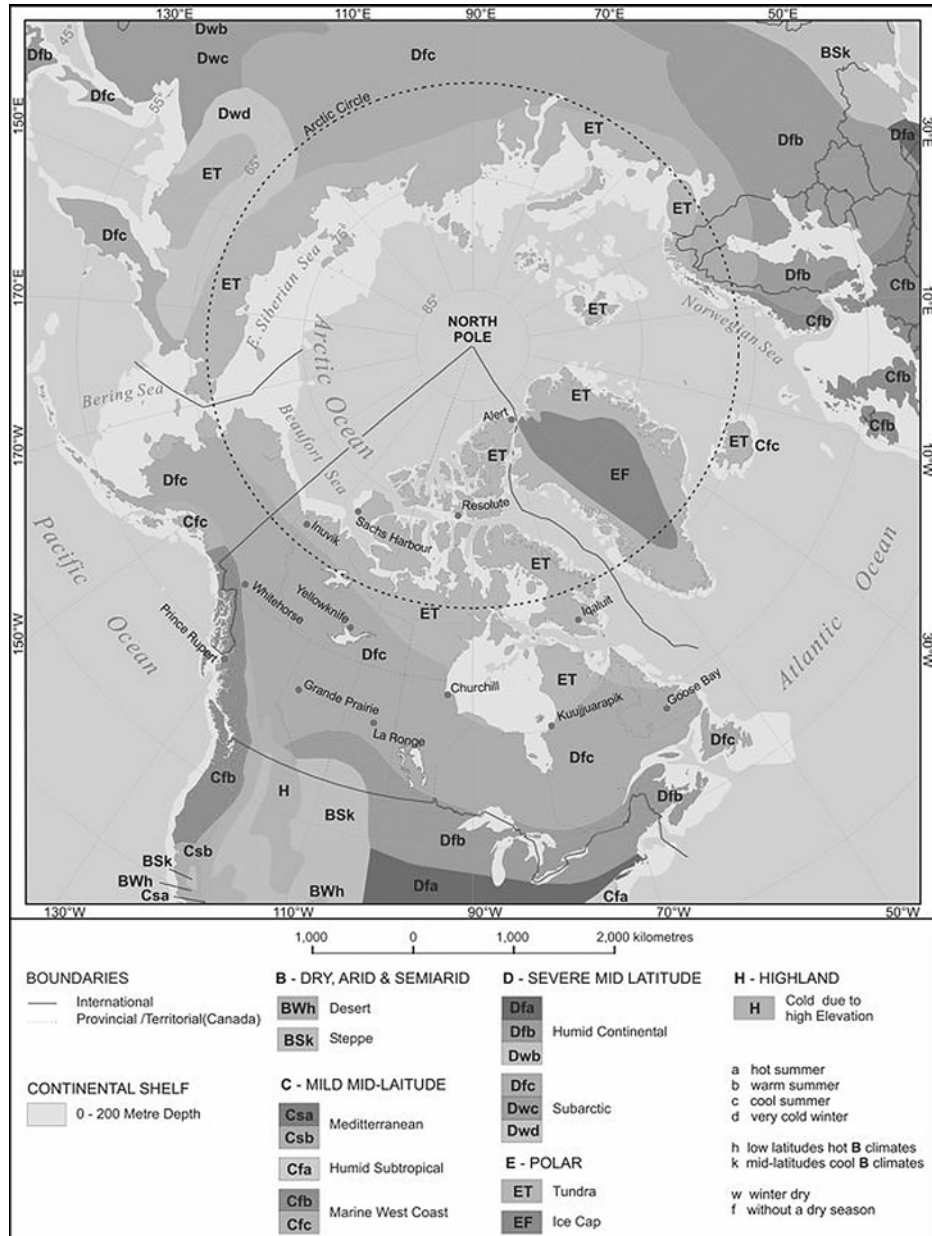 130°E
110°E
90°E
70°E
50°E
45°
Dwb
Dfb
Dwc
Dfc
BSk
Dfc
55°
150°E
Dwd
Arctic Circle
ET
30°E
Dfa
Dfb
65°
ET
ET
Dfc
75°
Dfb
170°E
ET
E. Siberian Sea
85°
Cfb
10°E
NORTH
POLE
ET
Norwegian Sea
Cfb
Arctic Ocean
Bering Sea
Cfb
ET
Cfb
Beaufort Sea
Alert
170°W
ET
ET
Cfc
10°W
Dfc
EF
Resolute
Cfc
Sachs Harbour
Inuvik
Pacific
Ocean
ET
Atlantic Ocean
Whitehorse
Yellowknife
ET
Iqaluit
150°W
30°W
Prince Rupert
Dfc
ET
Churchill
Grande Prairie
Goose Bay
Kuujjuarapik
La Ronge
Dfc
Dfc
Cfb
H
BSk
Dfb
Dfb
Csb
BSk
BWh
Csa
BWh
Dfa
Cfa
130°W
110°W
90°W
70°W
50°W
1,000
0
1,000
2,000 kilometres
BOUNDARIES
International
Provincial /Territorial(Canada)
CONTINENTAL SHELF
0 - 200 Metre Depth
B - DRY, ARID & SEMIARID
BWh Desert
BSk Steppe
C - MILD MID-LAITUDE
Csa
Csb
Mediterranean
Cfa Humid Subtropical
Cfb
Cfc
Marine West Coast
D - SEVERE MID LATITUDE
Dfa
Dfb
Dwb
Humid Continental
Dfc
Dwc
Dwd
Subarctic
E - POLAR
ET Tundra
EF Ice Cap
H - HIGHLAND
H Cold due to
high Elevation
a hot summer
b warm summer
c cool summer
d very cold winter
h low latitudes hot B climates
k mid-latitudes cool B climates
w winter dry
f without a dry season